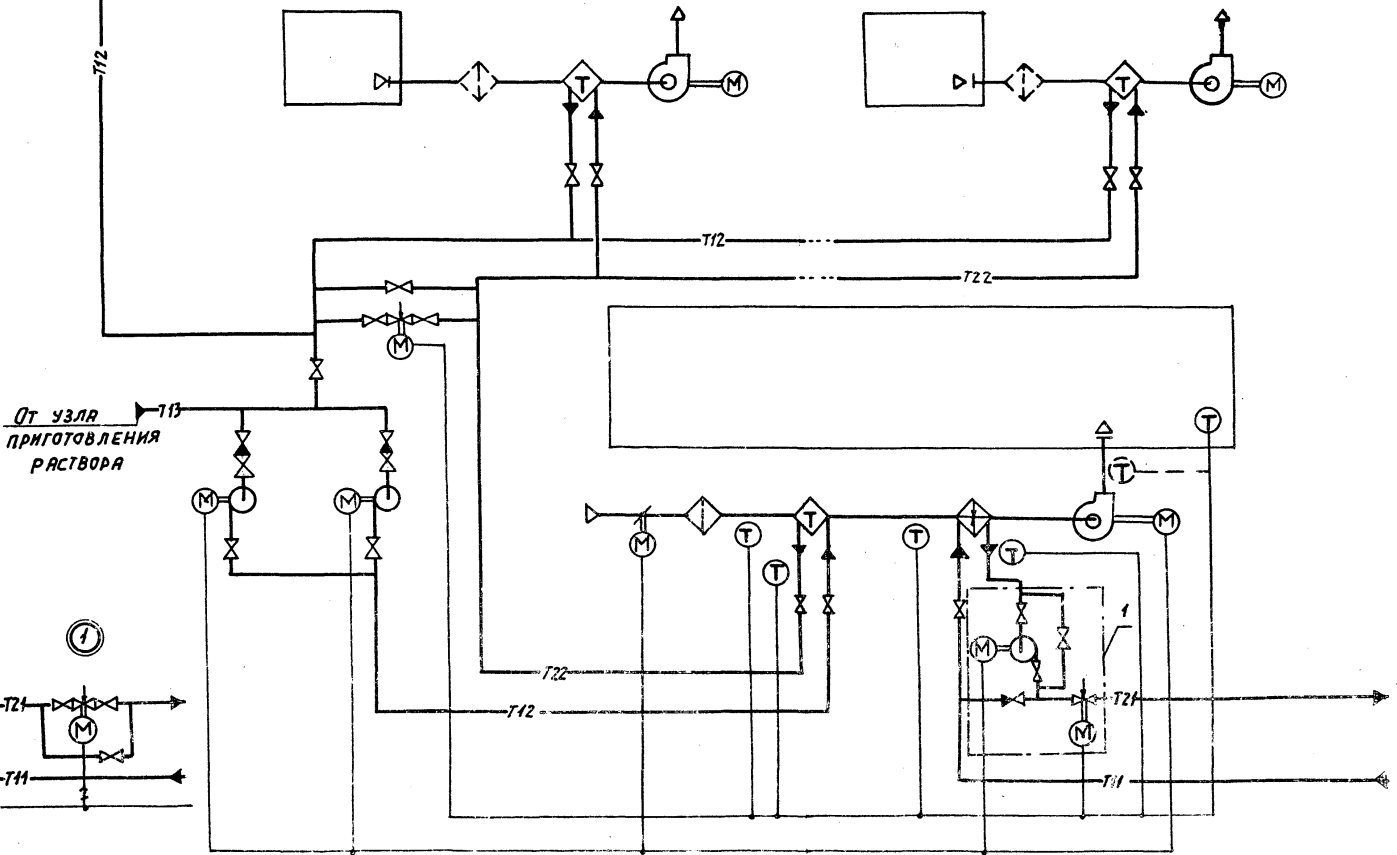 Т12
Т
М
Т
М
Т12
Т22
М
От узла
Т13
приготовления
раствора
Т
Т
М
М
Т
М
М
Т
Т
Т
Т
1
1
М
Т22
Т21
Т21
Т12
М
М
Т11
Т11